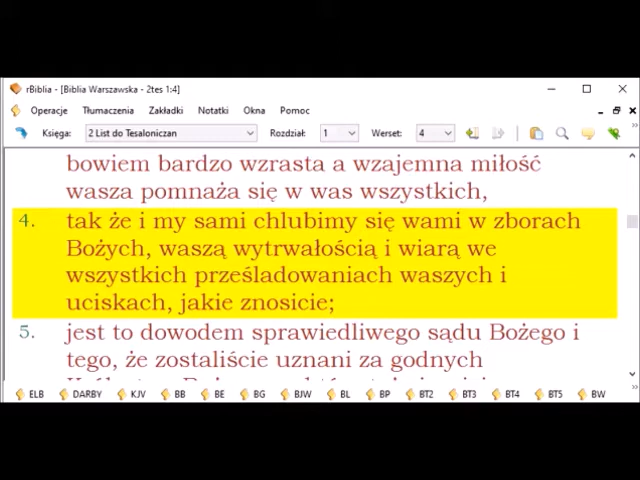 rBiblia - [Biblia Warszawska - 2tes 1:4]
Operacje Tłumaczenia Zakładki Notatki Okna Pomoc
Księga: 2 List do Tesaloniczan Rozdział: 1 Werset: 4
bowiem bardzo wzrasta a wzajemna miłość
wasza pomnaża się w was wszystkich,
4. tak że i my sami chlubimy się wami w zborach
Bożych, waszą wytrwałością i wiarą we
wszystkich prześladowaniach waszych i
uciskach, jakie znosicie;
5. jest to dowodem sprawiedliwego sądu Bożego i
tego, że zostaliście uznani za godnych
ELB DARBY KJV BB BE BG BJW BL BP BT2 BT3 BT4 BT5 BW